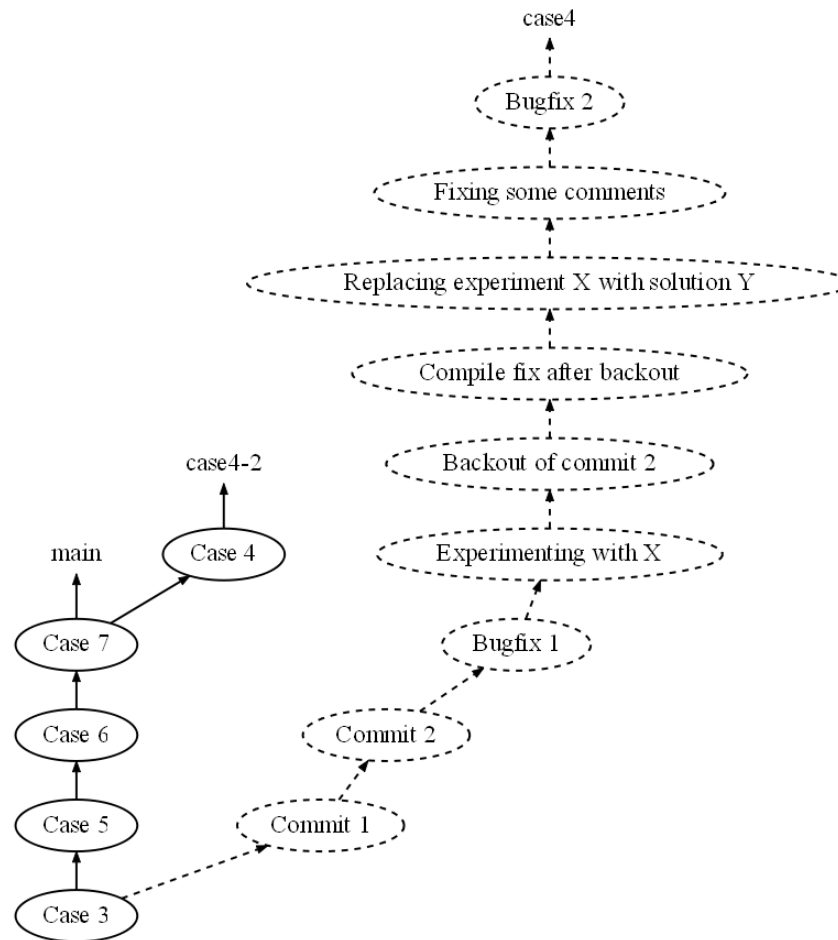 case4
Bugfix 2
Fixing some comments
Replacing experiment X with solution Y
Compile fix after backout
case4-2
Backout of commit 2
main
Case 4
Experimenting with X
Case 7
Bugfix 1
Case 6
Commit 2
Case 5
Commit 1
Case 3